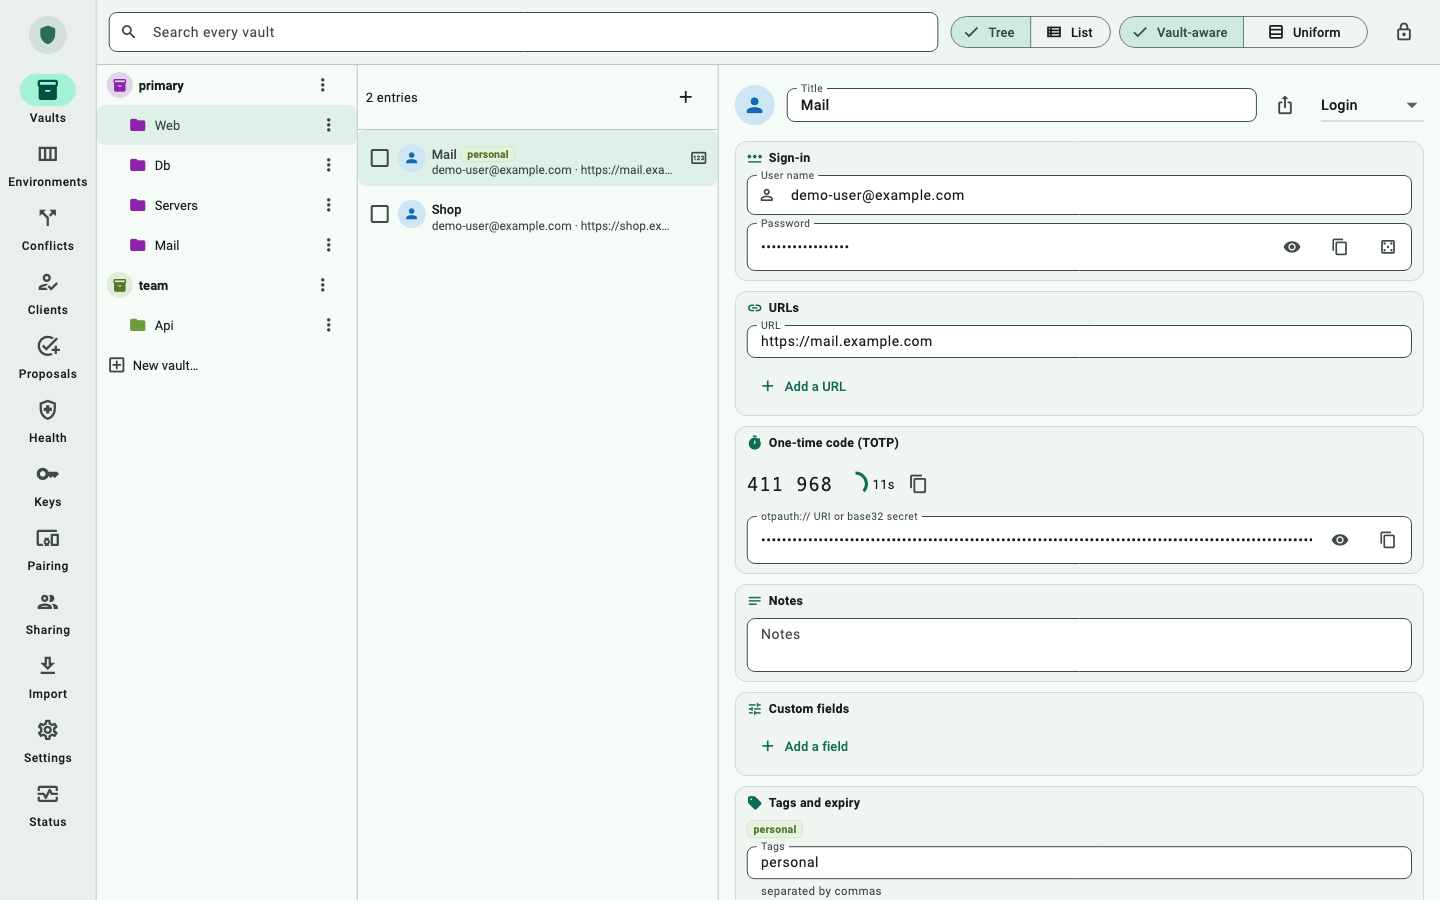 Search every vault
Tree
List
Vault-aware
Uniform
Vaults
Environments
Conflicts
Clients
Proposals
Health
Keys
Pairing
Sharing
Import
Settings
Status
primary
Web
Db
Servers
Mail
team
Api
New vault...
2 entries
Mail personal
demo-user@example.com · https://mail.exa...
123
Shop
demo-user@example.com · https://shop.ex...
Title
Mail
Login
Sign-in
User name
demo-user@example.com
Password
•••••••••••••••••
URLs
URL
https://mail.example.com
Add a URL
One-time code (TOTP)
411 968
11s
otpauth:// URI or base32 secret
Notes
Notes
Custom fields
Add a field
Tags and expiry
personal
Tags
personal
separated by commas